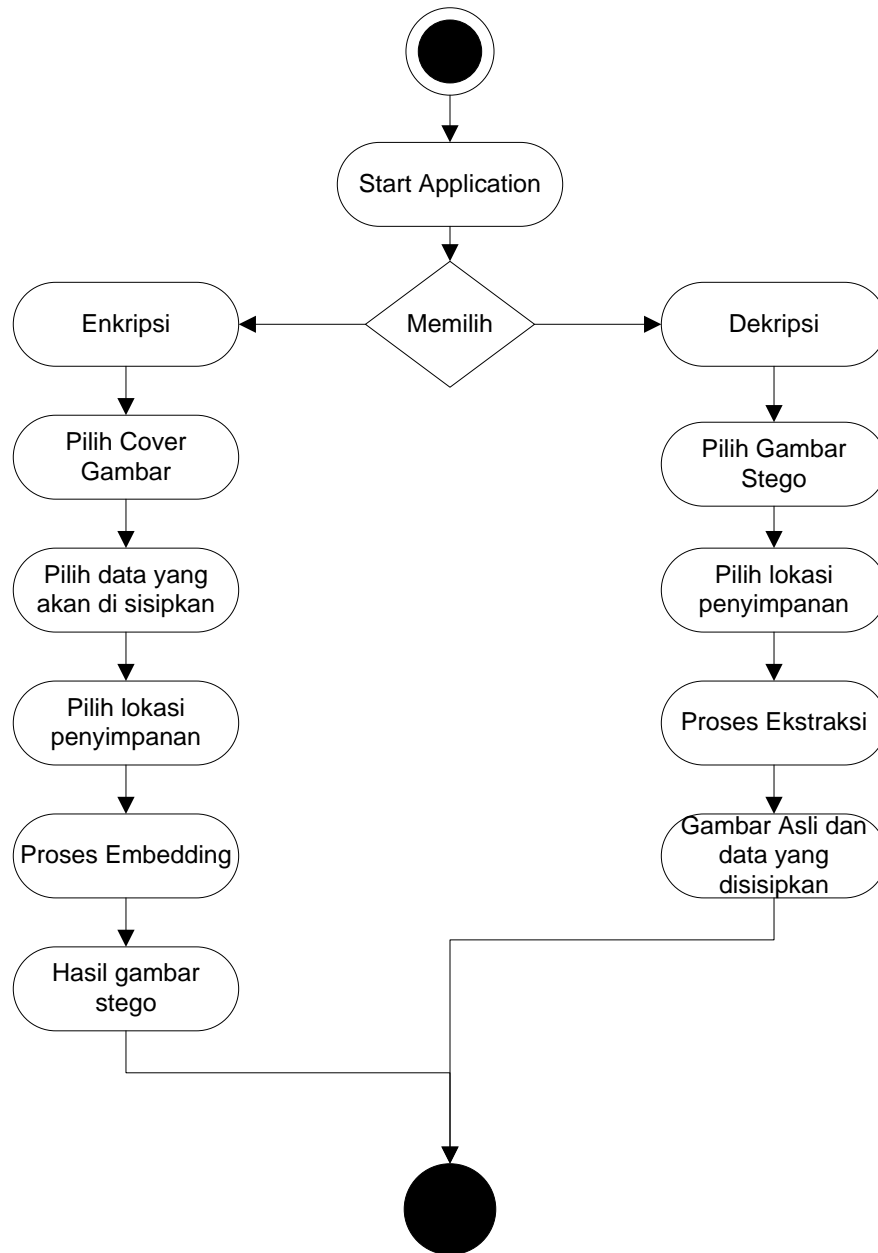 Start Application
Memilih
Enkripsi
Pilih Cover
Gambar
Pilih data yang
akan di sisipkan
Pilih lokasi
penyimpanan
Proses Embedding
Hasil gambar
stego
Dekripsi
Pilih Gambar
Stego
Pilih lokasi
penyimpanan
Proses Ekstraksi
Gambar Asli dan
data yang
disisipkan